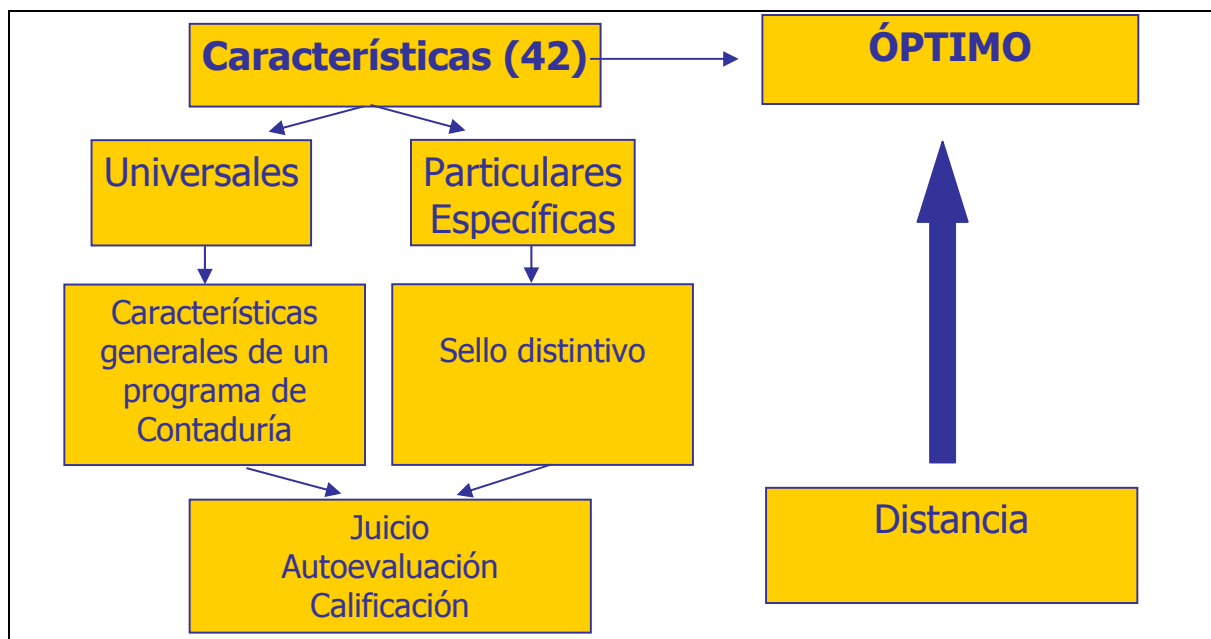 Características (42)
ÓPTIMO
Universales
Particulares
Específicas
Características
generales de un
programa de
Contaduría
Sello distintivo
Juicio
Autoevaluación
Calificación
Distancia